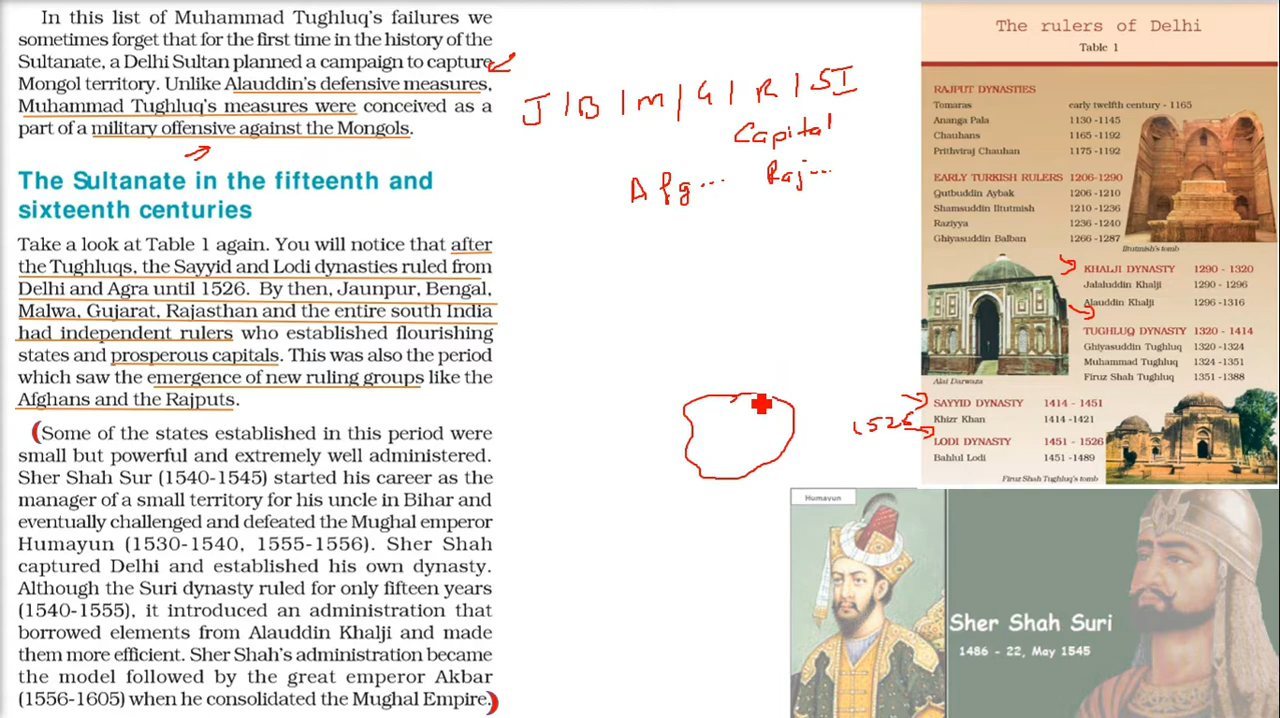 In this list of Muhammad Tughluq's failures we
sometimes forget that for the first time in the history of the
Sultanate, a Delhi Sultan planned a campaign to capture
Mongol territory. Unlike Alauddin's defensive measures,
Muhammad Tughluq's measures were conceived as a
part of a military offensive against the Mongols.
The Sultanate in the fifteenth and
sixteenth centuries
Take a look at Table 1 again. You will notice that after
the Tughluqs, the Sayyid and Lodi dynasties ruled from
Delhi and Agra until 1526. By then, Jaunpur, Bengal,
Malwa, Gujarat, Rajasthan and the entire south India
had independent rulers who established flourishing
states and prosperous capitals. This was also the period
which saw the emergence of new ruling groups like the
Afghans and the Rajputs.
(Some of the states established in this period were
small but powerful and extremely well administered.
Sher Shah Sur (1540-1545) started his career as the
manager of a small territory for his uncle in Bihar and
eventually challenged and defeated the Mughal emperor
Humayun (1530-1540, 1555-1556). Sher Shah
captured Delhi and established his own dynasty.
Although the Suri dynasty ruled for only fifteen years
(1540-1555), it introduced an administration that
borrowed elements from Alauddin Khalji and made
them more efficient. Sher Shah's administration became
the model followed by the great emperor Akbar
(1556-1605) when he consolidated the Mughal Empire.)
J / B / M / G / R / SI
Capital
Afg... Raj...
1526
The rulers of Delhi
Table 1
RAJPUT DYNASTIES
Tomaras early twelfth century - 1165
Ananga Pala 1130 -1145
Chauhans 1165 -1192
Prithviraj Chauhan 1175 -1192
EARLY TURKISH RULERS 1206-1290
Qutbuddin Aybak 1206 -1210
Shamsuddin Iltutmish 1210 -1236
Raziyya 1236 -1240
Ghiyasuddin Balban 1266 -1287
Iltutmish's tomb
KHALJI DYNASTY 1290 - 1320
Jalaluddin Khalji 1290 - 1296
Alauddin Khalji 1296 -1316
TUGHLUQ DYNASTY 1320 - 1414
Ghiyasuddin Tughluq 1320 -1324
Muhammad Tughluq 1324 -1351
Firuz Shah Tughluq 1351 -1388
Alai Darwaza
SAYYID DYNASTY 1414 - 1451
Khizr Khan 1414 -1421
LODI DYNASTY 1451 - 1526
Bahlul Lodi 1451 -1489
Firuz Shah Tughluq's tomb
Humayun
Sher Shah Suri
1486 - 22, May 1545